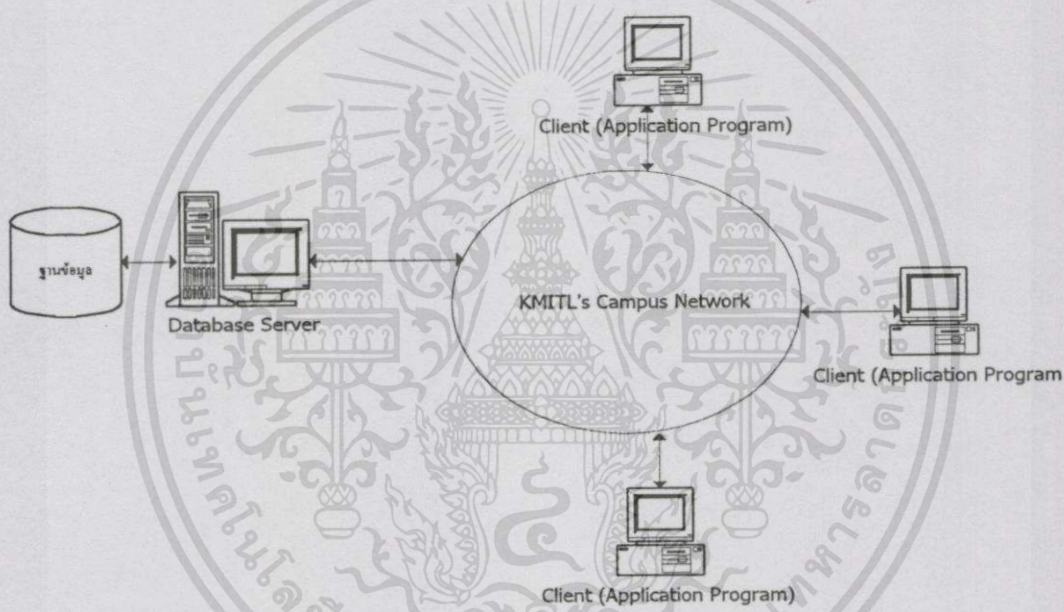 Client (Application Program)
ฐานข้อมูล
Database Server
KMITL's Campus Network
Client (Application Program
Client (Application Program)